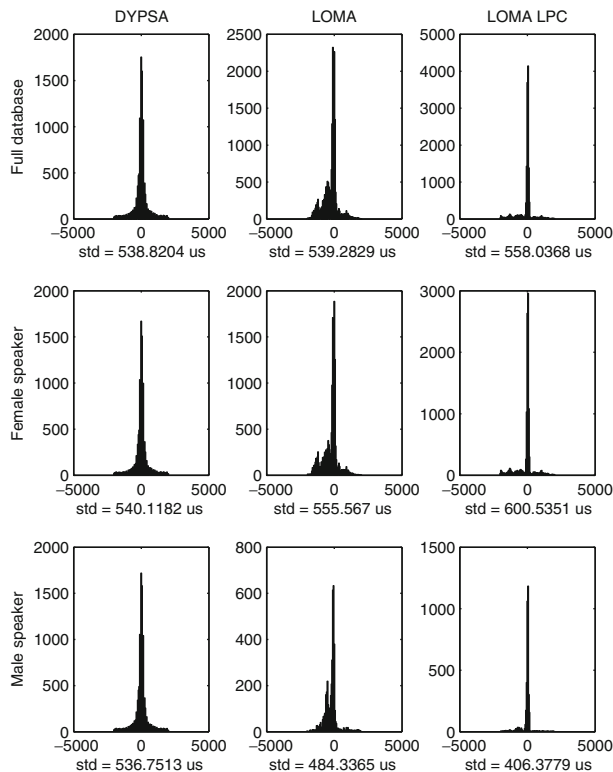 DYPSA LOMA LOMA LPC
Full database
2000 2500 5000
1500 2000 4000
1000 1500 3000
500 1000 2000
0 500 1000
0 0
−5000 0 5000 −5000 0 5000 −5000 0 5000
std = 538.8204 us std = 539.2829 us std = 558.0368 us
Female speaker
2000 2000 3000
1500 1500 2000
1000 1000 1000
500 500 0
0 0
−5000 0 5000 −5000 0 5000 −5000 0 5000
std = 540.1182 us std = 555.567 us std = 600.5351 us
Male speaker
2000 800 1500
1500 600 1000
1000 400 500
500 200 0
0 0
−5000 0 5000 −5000 0 5000 −5000 0 5000
std = 536.7513 us std = 484.3365 us std = 406.3779 us